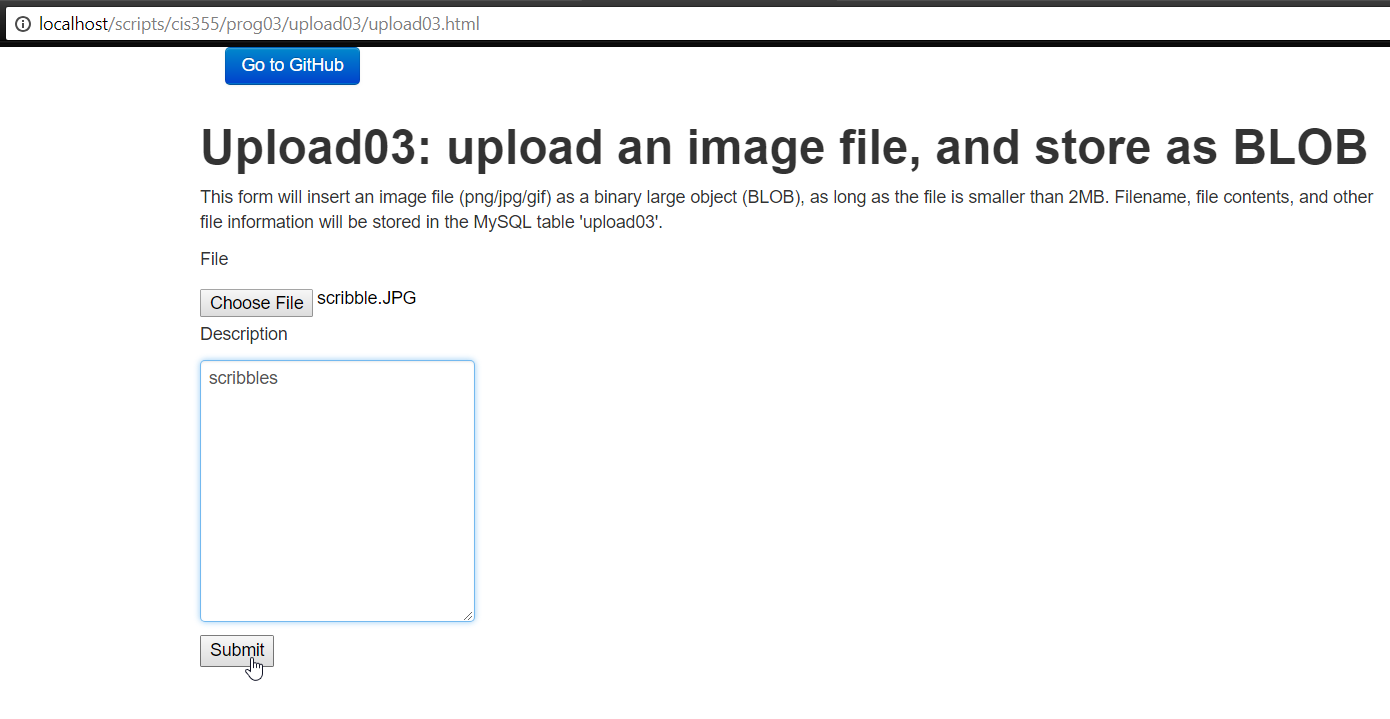 localhost/scripts/cis355/prog03/upload03/upload03.html
Go to GitHub
Upload03: upload an image file, and store as BLOB
This form will insert an image file (png/jpg/gif) as a binary large object (BLOB), as long as the file is smaller than 2MB. Filename, file contents, and other
file information will be stored in the MySQL table 'upload03'.
File
Choose File scribble.JPG
Description
scribbles
Submit